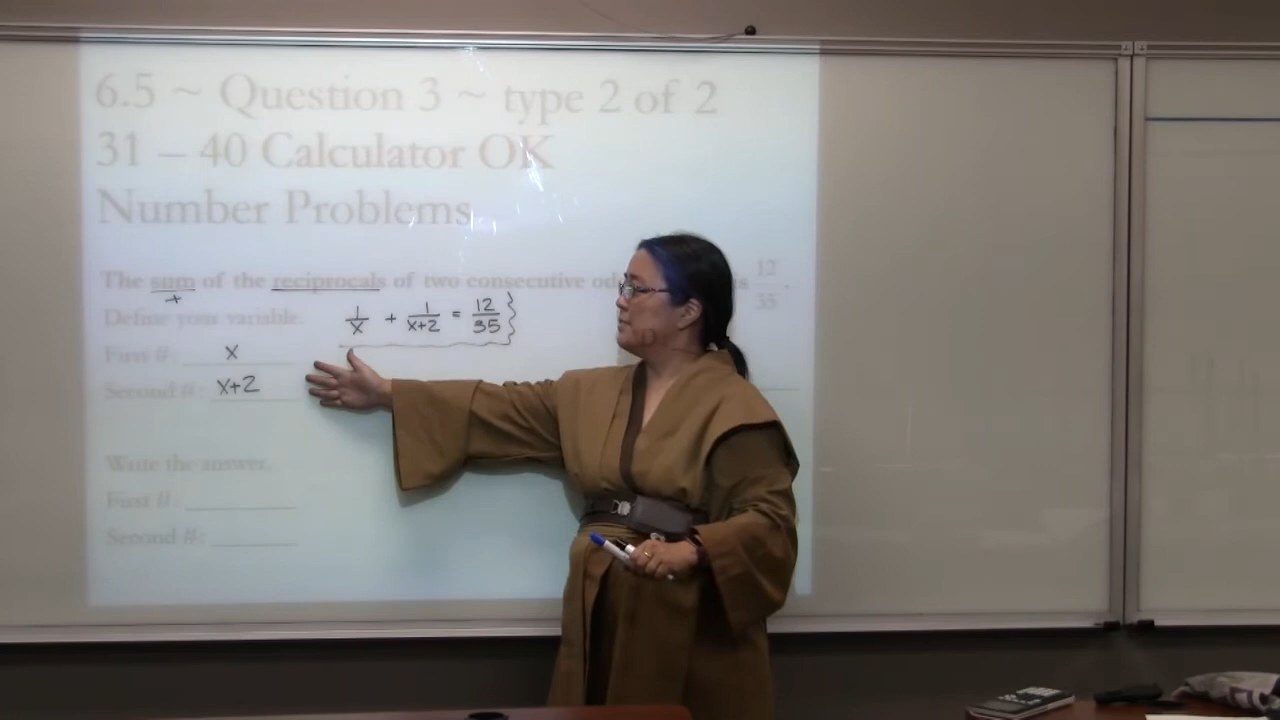 6.5 ~ Question 3 ~ type 2 of 2
31 – 40 Calculator OK
Number Problems
The sum of the reciprocals of two consecutive 12/35.
+
Define your variable. 1/x + 1/x+2 = 12/35
First #: x
Second #: x+2
Write the answer.
First #:
Second #: